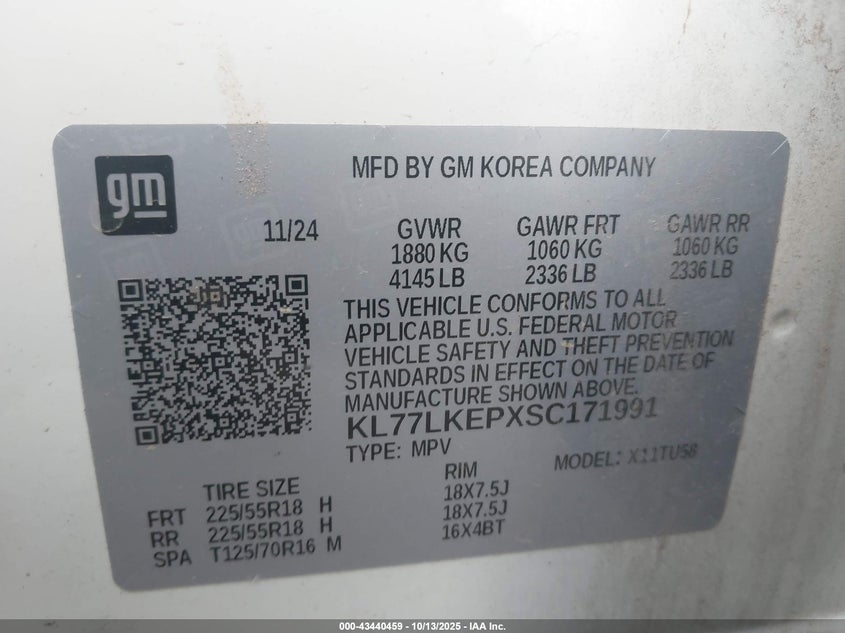 gm
MFD BY GM KOREA COMPANY
11/24
GVWR GAWR FRT GAWR RR
1880 KG 1060 KG 1060 KG
4145 LB 2336 LB 2336 LB
THIS VEHICLE CONFORMS TO ALL
APPLICABLE U.S. FEDERAL MOTOR
VEHICLE SAFETY AND THEFT PREVENTION
STANDARDS IN EFFECT ON THE DATE OF
MANUFACTURE SHOWN ABOVE.
KL77LKEPXSC171991
TYPE: MPV MODEL: X11TU58
TIRE SIZE RIM
FRT 225/55R18 H 18X7.5J
RR 225/55R18 H 18X7.5J
SPA T125/70R16 M 16X4BT
000-43440459 | 10/13/2025 - IAA Inc.